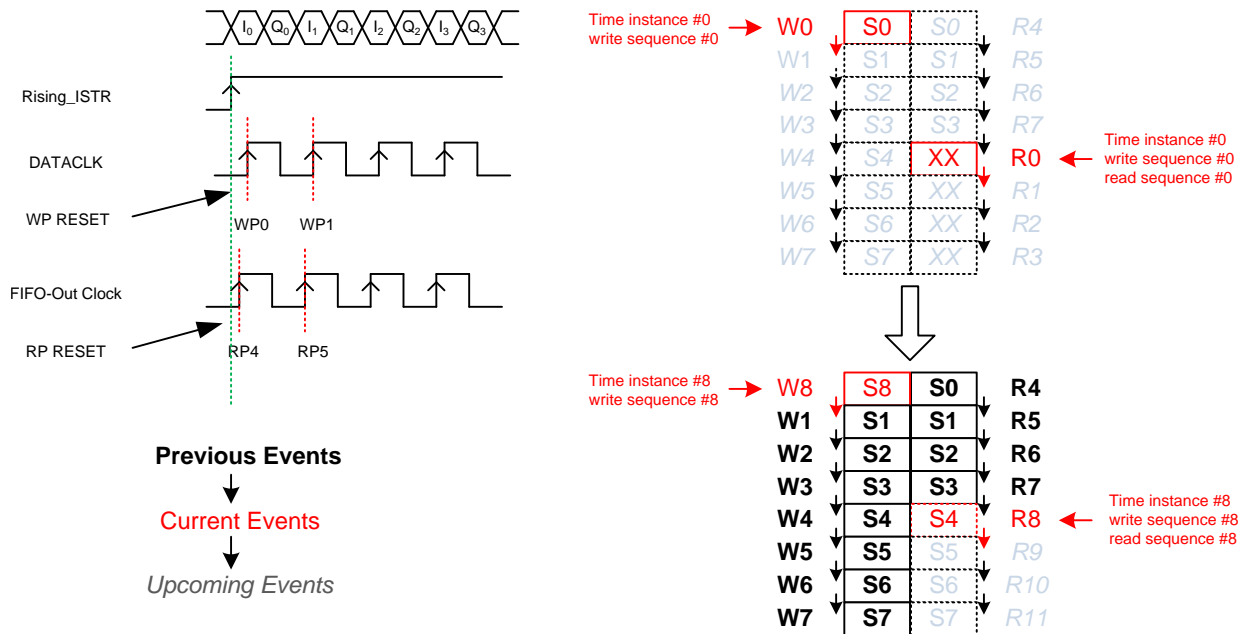 I0 Q0 I1 Q1 I2 Q2 I3 Q3
Rising_ISTR
DATACLK
WP RESET
WP0 WP1
FIFO-Out Clock
RP RESET
RP4 RP5
Previous Events
Current Events
Upcoming Events
Time instance #0
write sequence #0
W0 S0 S0 R4
W1 S1 S1 R5
W2 S2 S2 R6
W3 S3 S3 R7
W4 S4 XX R0
W5 S5 XX R1
W6 S6 XX R2
W7 S7 XX R3
Time instance #0
write sequence #0
read sequence #0
Time instance #8
write sequence #8
W8 S8 S0 R4
W1 S1 S1 R5
W2 S2 S2 R6
W3 S3 S3 R7
W4 S4 S4 R8
W5 S5 S5 R9
W6 S6 S6 R10
W7 S7 S7 R11
Time instance #8
write sequence #8
read sequence #8